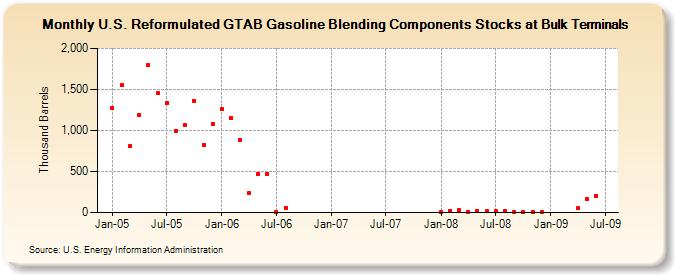 Monthly U.S. Reformulated GTAB Gasoline Blending Components Stocks at Bulk Terminals
Thousand Barrels
2,000
1,500
1,000
500
0
Jan-05 Jul-05 Jan-06 Jul-06 Jan-07 Jul-07 Jan-08 Jul-08 Jan-09 Jul-09
Source: U.S. Energy Information Administration